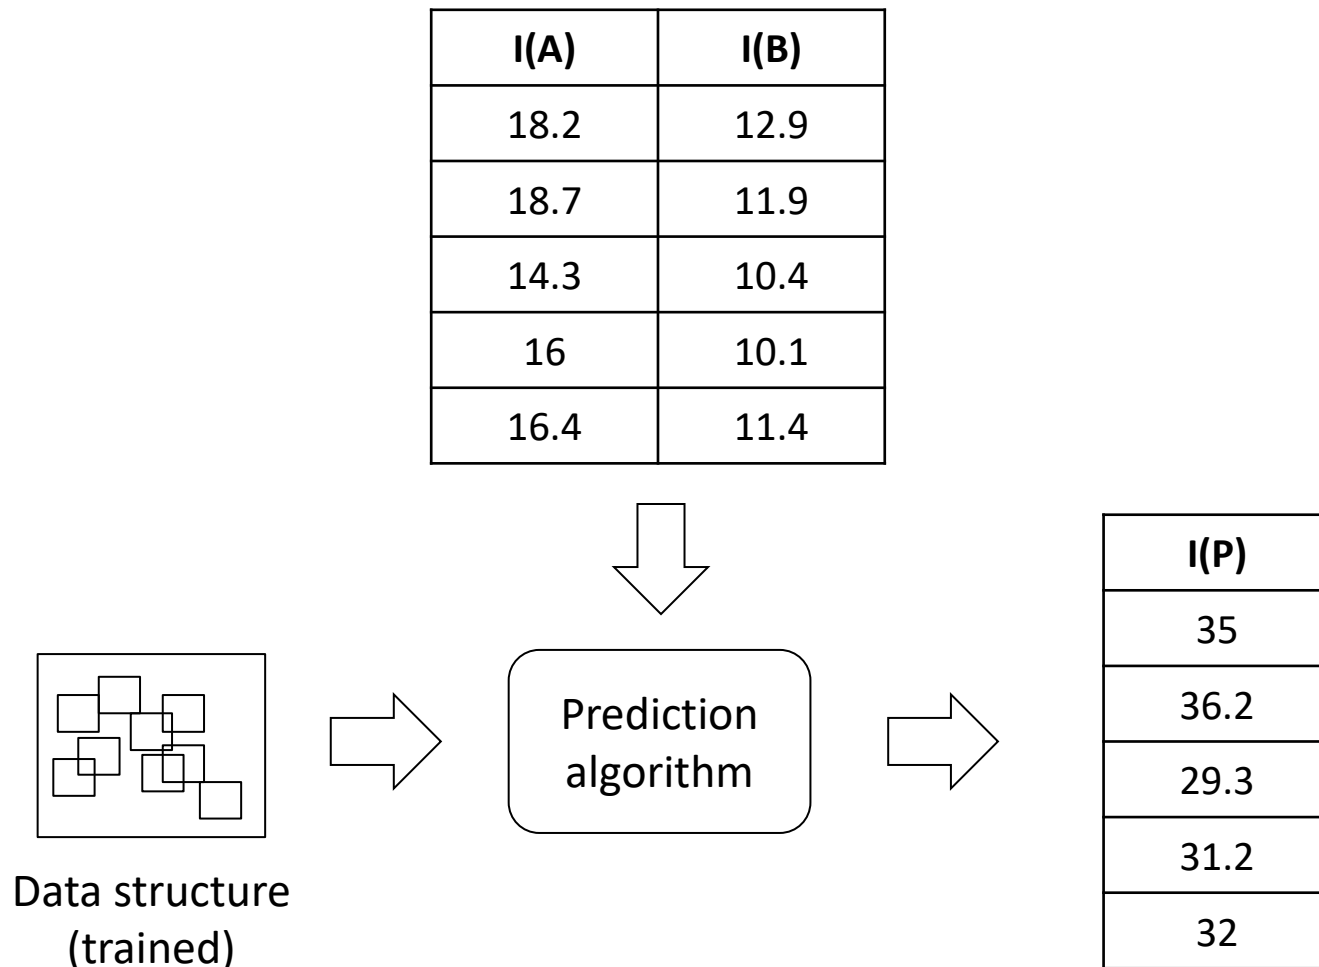 I(A) I(B)
18.2 12.9
18.7 11.9
14.3 10.4
16 10.1
16.4 11.4
I(P)
35
36.2
29.3
31.2
32
Prediction
algorithm
Data structure
(trained)